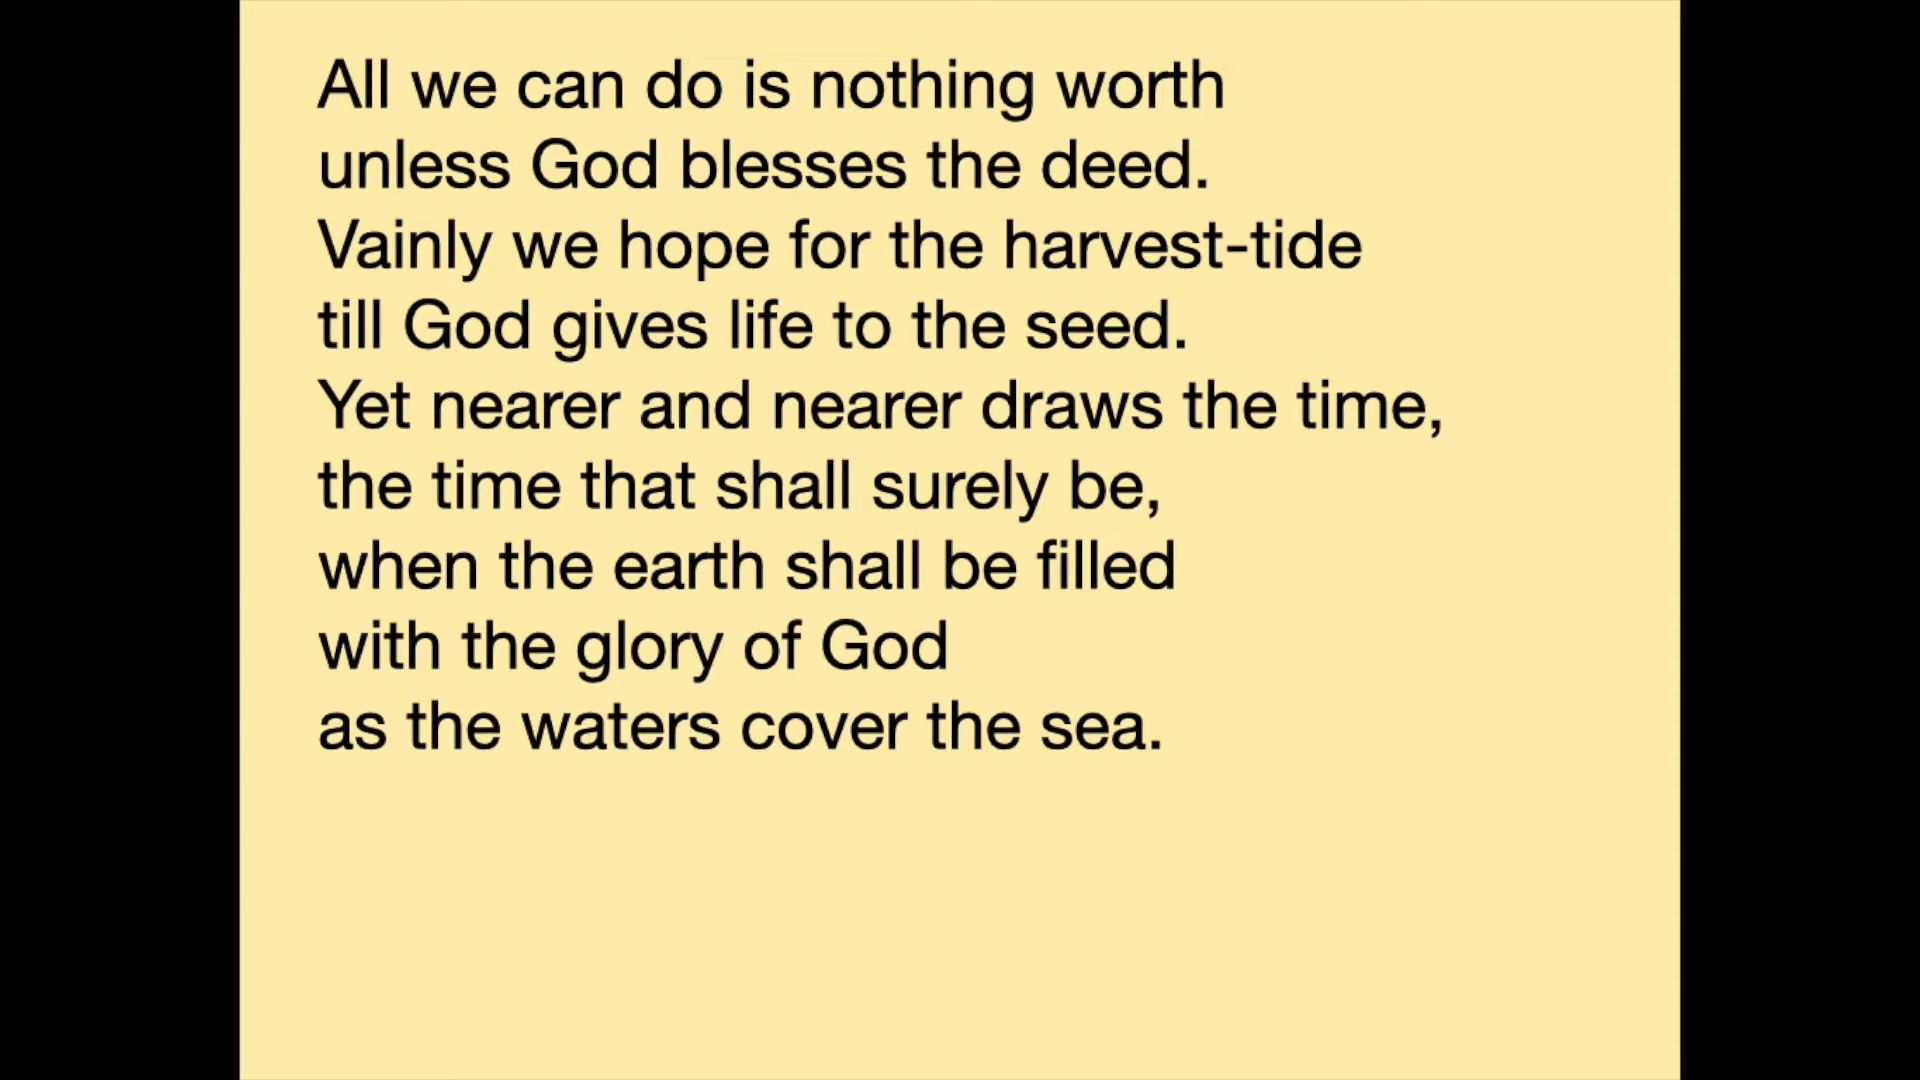 All we can do is nothing worth
unless God blesses the deed.
Vainly we hope for the harvest-tide
till God gives life to the seed.
Yet nearer and nearer draws the time,
the time that shall surely be,
when the earth shall be filled
with the glory of God
as the waters cover the sea.